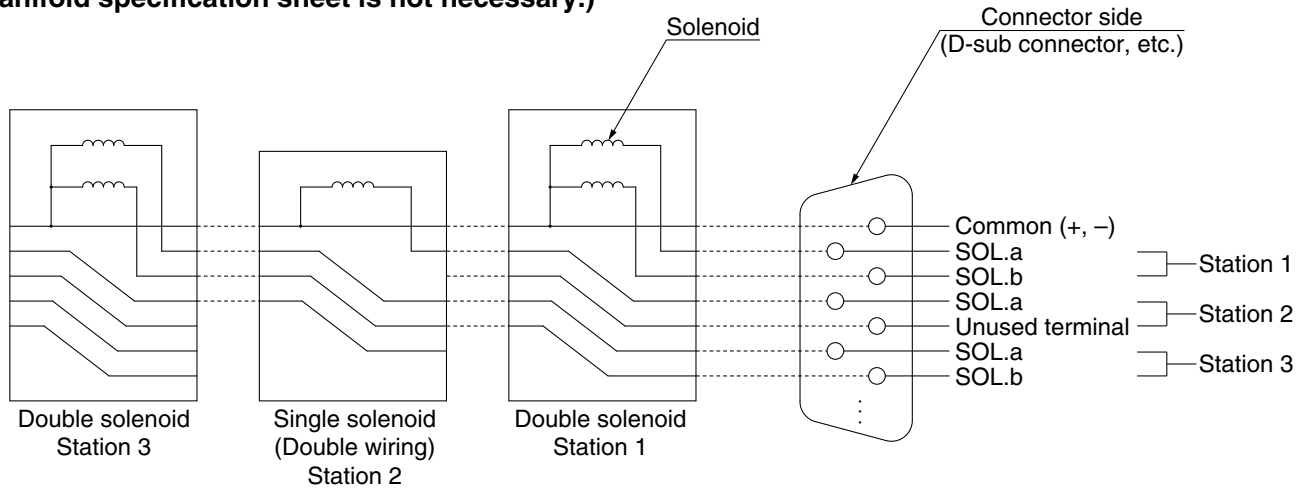 anifold specification sheet is not necessary.)
Solenoid
Connector side
(D-sub connector, etc.)
Common (+, –)
SOL.a
SOL.b
Station 1
SOL.a
Unused terminal
Station 2
SOL.a
SOL.b
Station 3
Double solenoid
Station 3
Single solenoid
(Double wiring)
Station 2
Double solenoid
Station 1